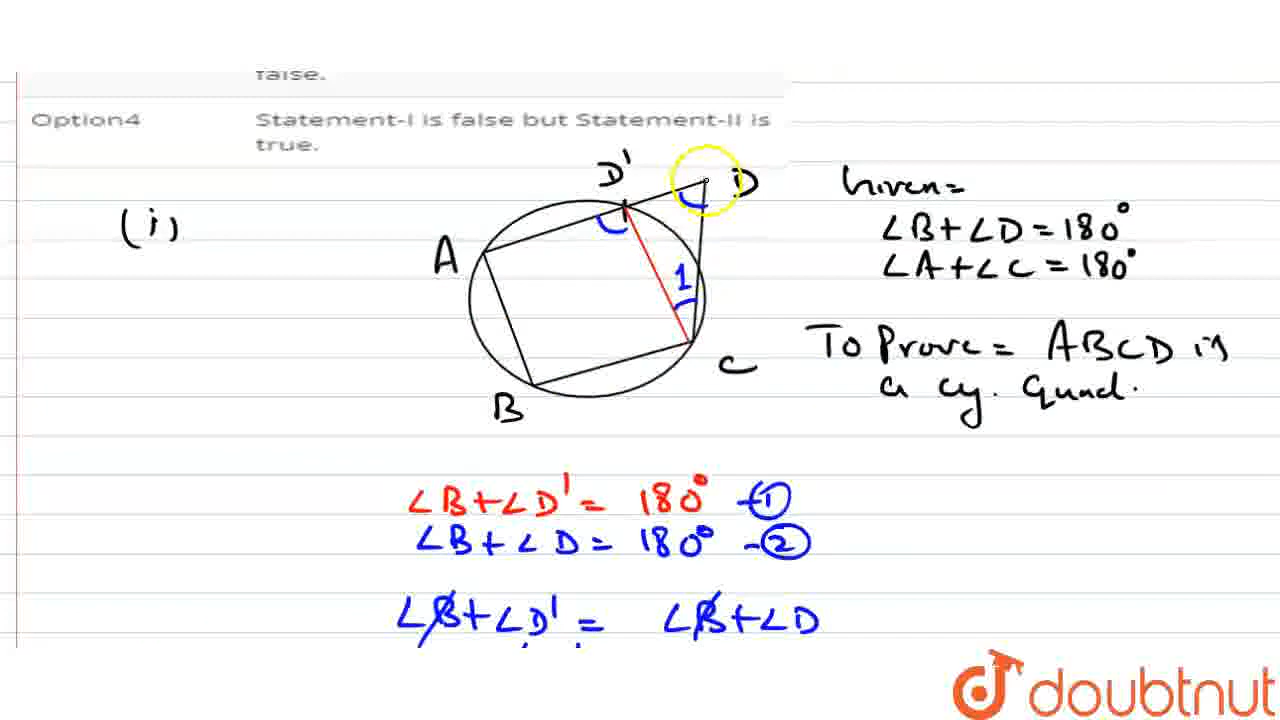 false.
Option4 Statement-I is false but Statement-II is
true.
(i)
D'
D
A
1
C
B
Given=
∠B+∠D=180°
∠A+∠C=180°
To Prove= ABCD is
a cy. Quad.
∠B+∠D'= 180° -①
∠B+∠D= 180° -②
∠B+∠D' = ∠B+∠D
doubtnut